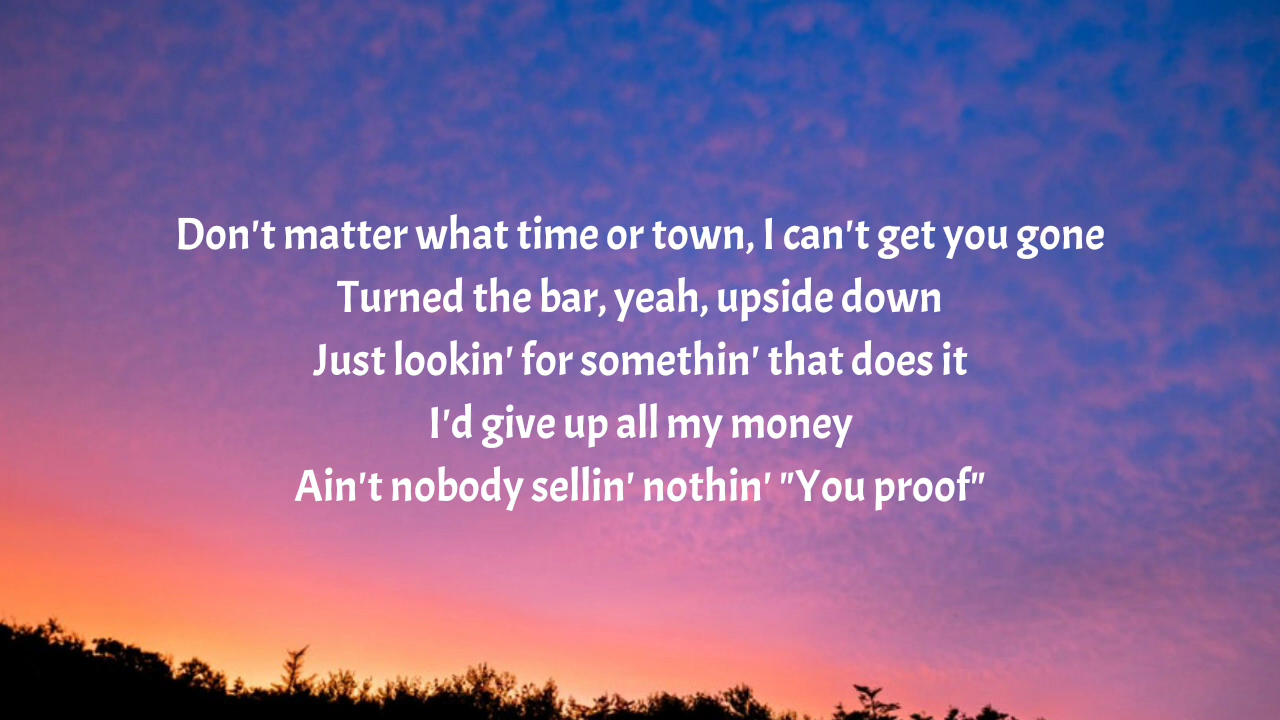 Don't matter what time or town, I can't get you gone
Turned the bar, yeah, upside down
Just lookin' for somethin' that does it
I'd give up all my money
Ain't nobody sellin' nothin' "You proof"